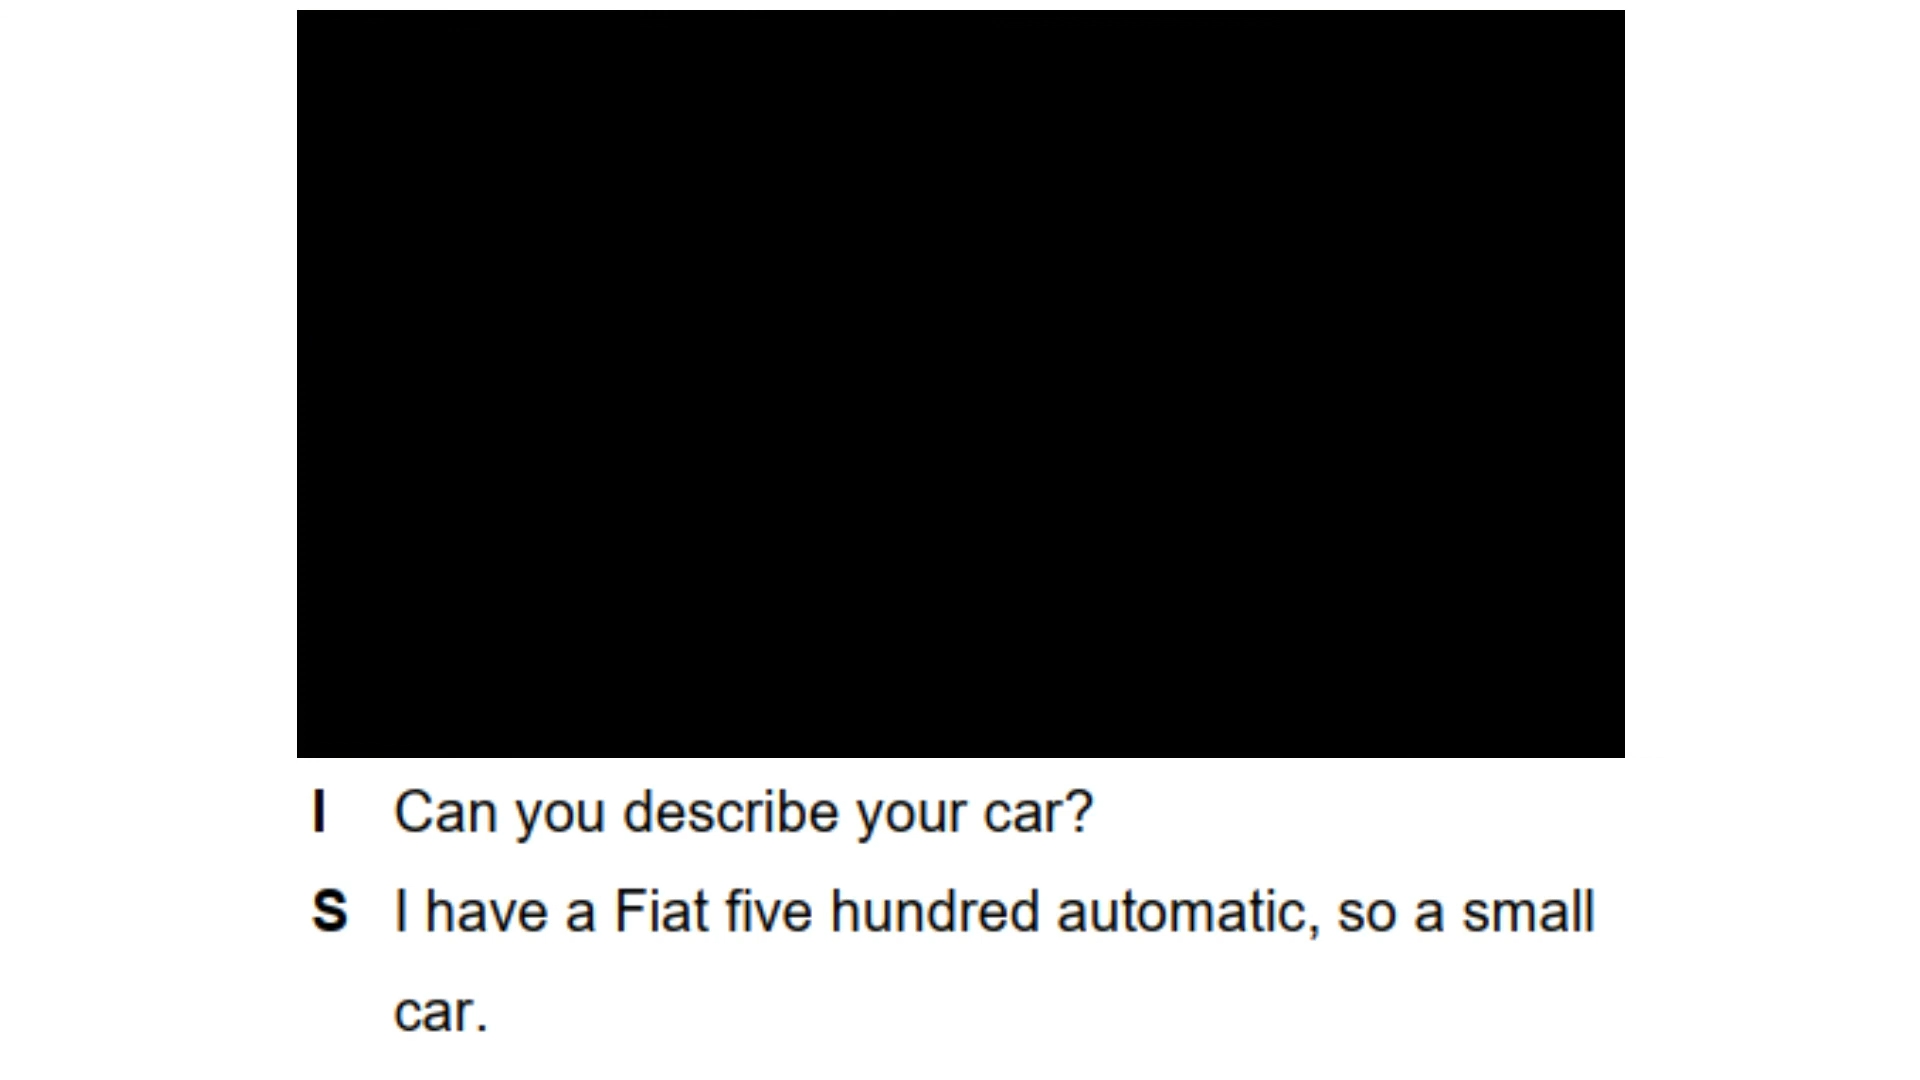 I Can you describe your car?
S I have a Fiat five hundred automatic, so a small
car.